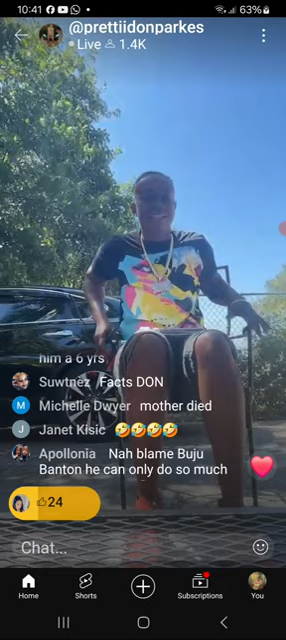 10:41
63%
@prettiidonparkes
Live 1.4K
him a 6 yrs
Suwtnez Facts DON
Michelle Dwyer mother died
M
Janet Kisic 🤣🤣🤣🤣
J
Apollonia Nah blame Buju
Banton he can only do so much
24
Chat...
Home
Shorts
Subscriptions
You